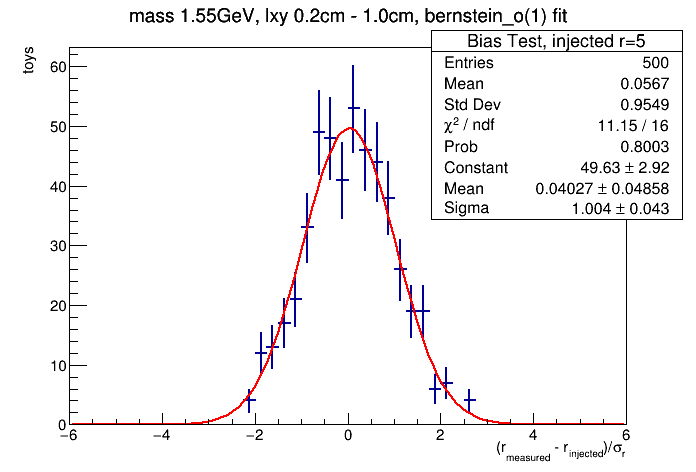 mass 1.55GeV, lxy 0.2cm - 1.0cm, bernstein_o(1) fit
toys
Bias Test, injected r=5
Entries 500
Mean 0.0567
Std Dev 0.9549
χ² / ndf 11.15 / 16
Prob 0.8003
Constant 49.63 ± 2.92
Mean 0.04027 ± 0.04858
Sigma 1.004 ± 0.043
60
50
40
30
20
10
0
−6 −4 −2 0 2 4 6
(r_measured - r_injected)/σ_r